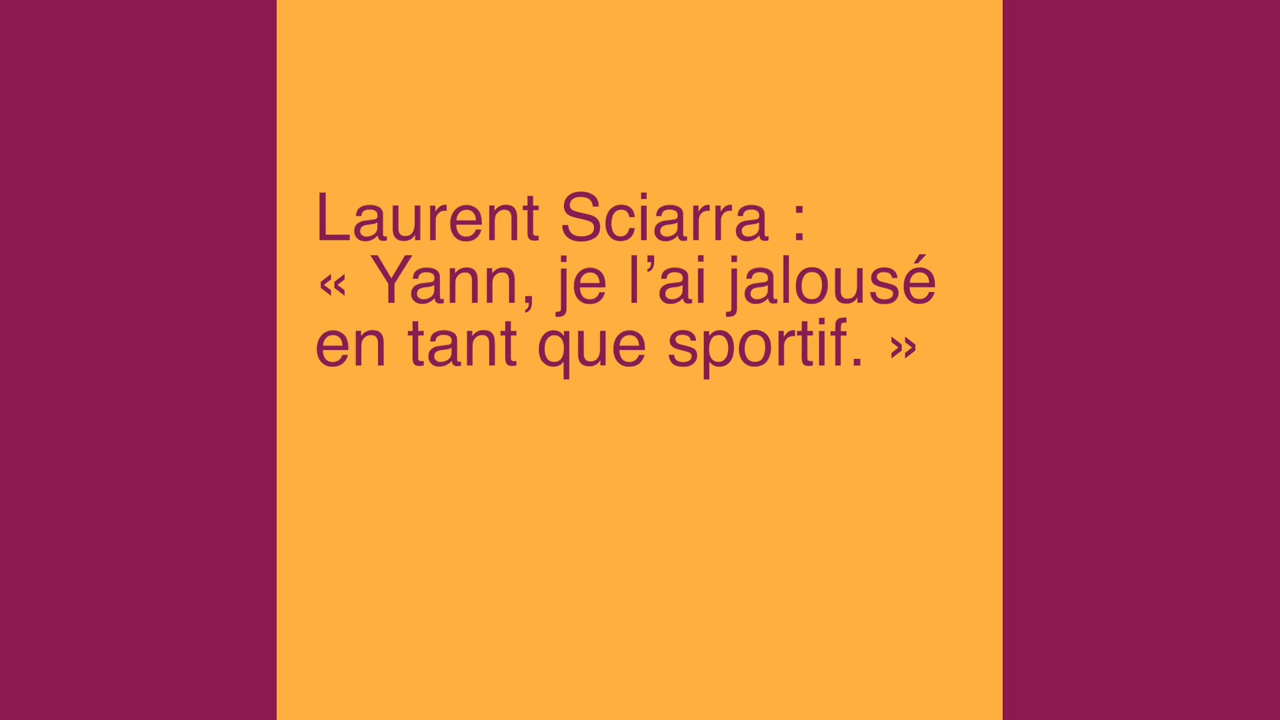 Laurent Sciarra :
« Yann, je l’ai jalousé
en tant que sportif. »